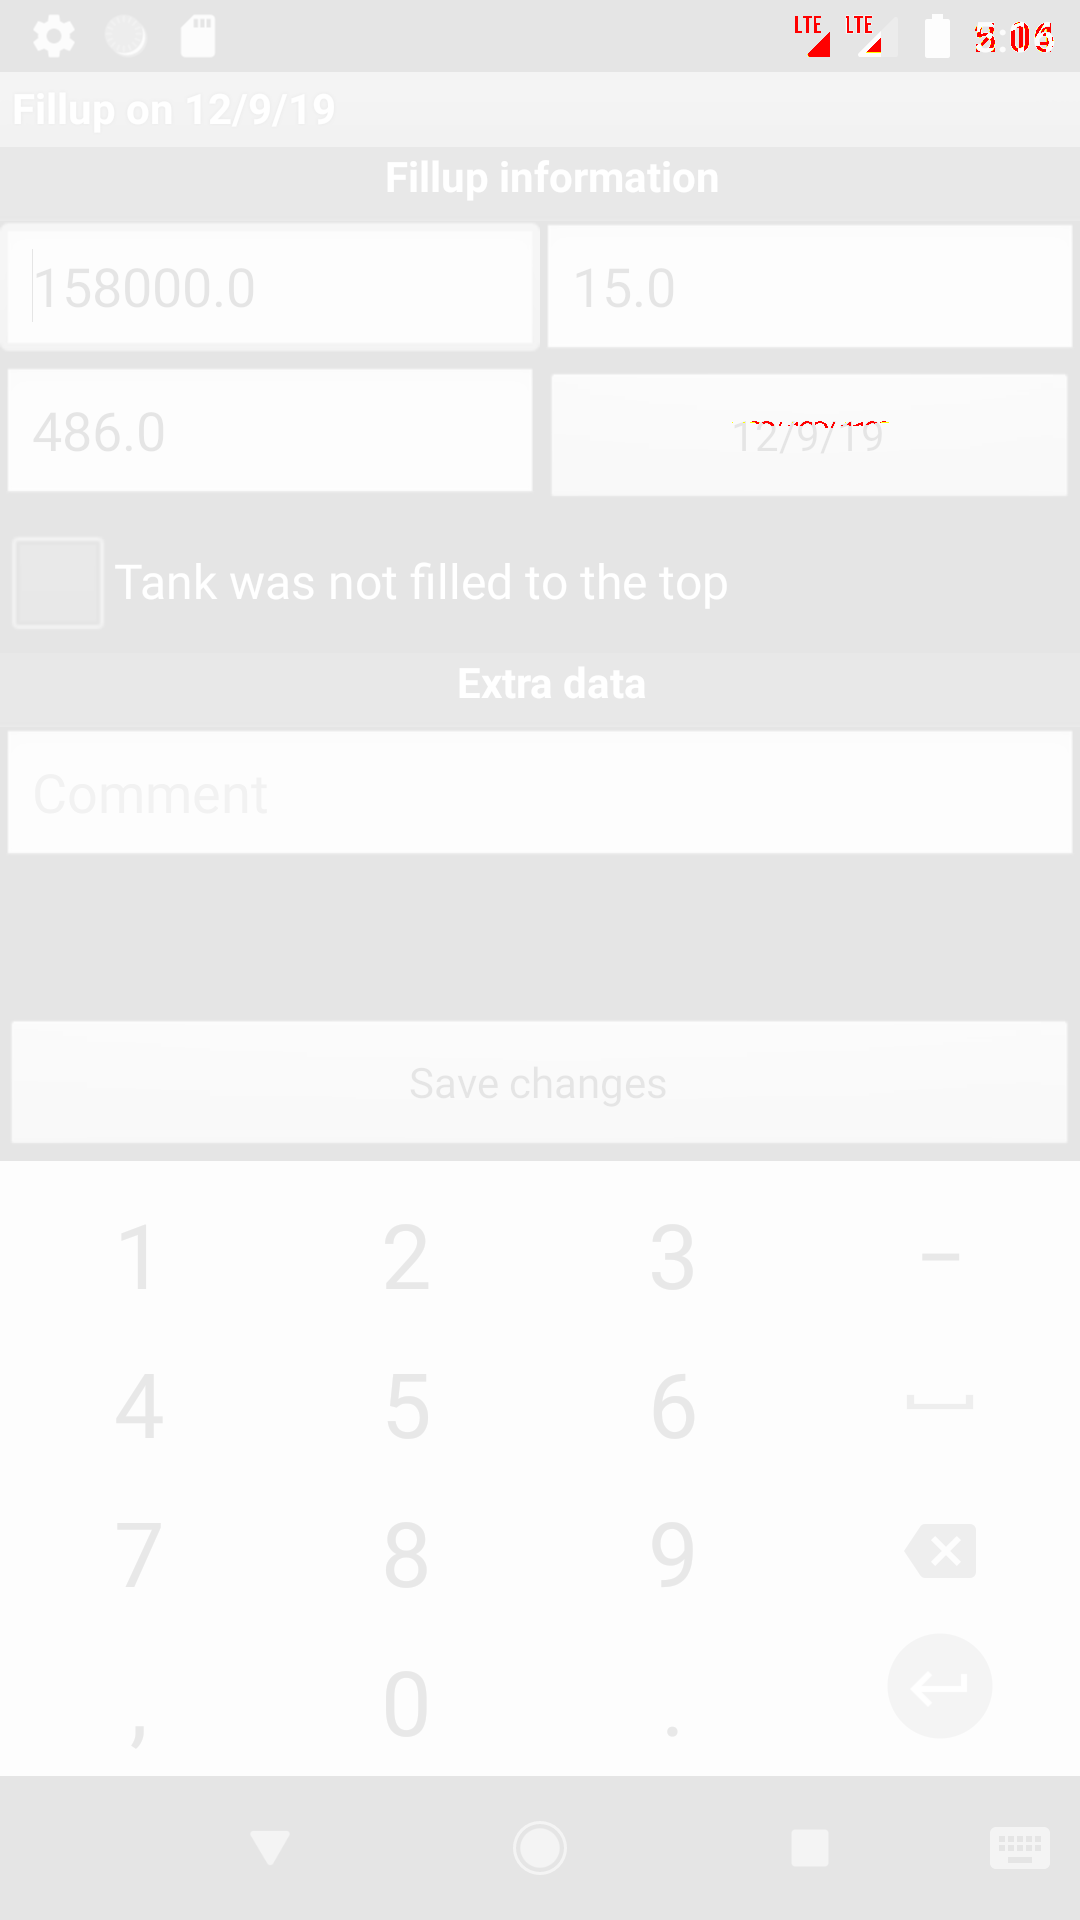 LTE LTE
Fillup on 12/9/19
Fillup information
158000.0 15.0
486.0 12/9/19
Tank was not filled to the top
Extra data
Comment
Save changes
1 2 3 –
4 5 6
7 8 9
, 0 .